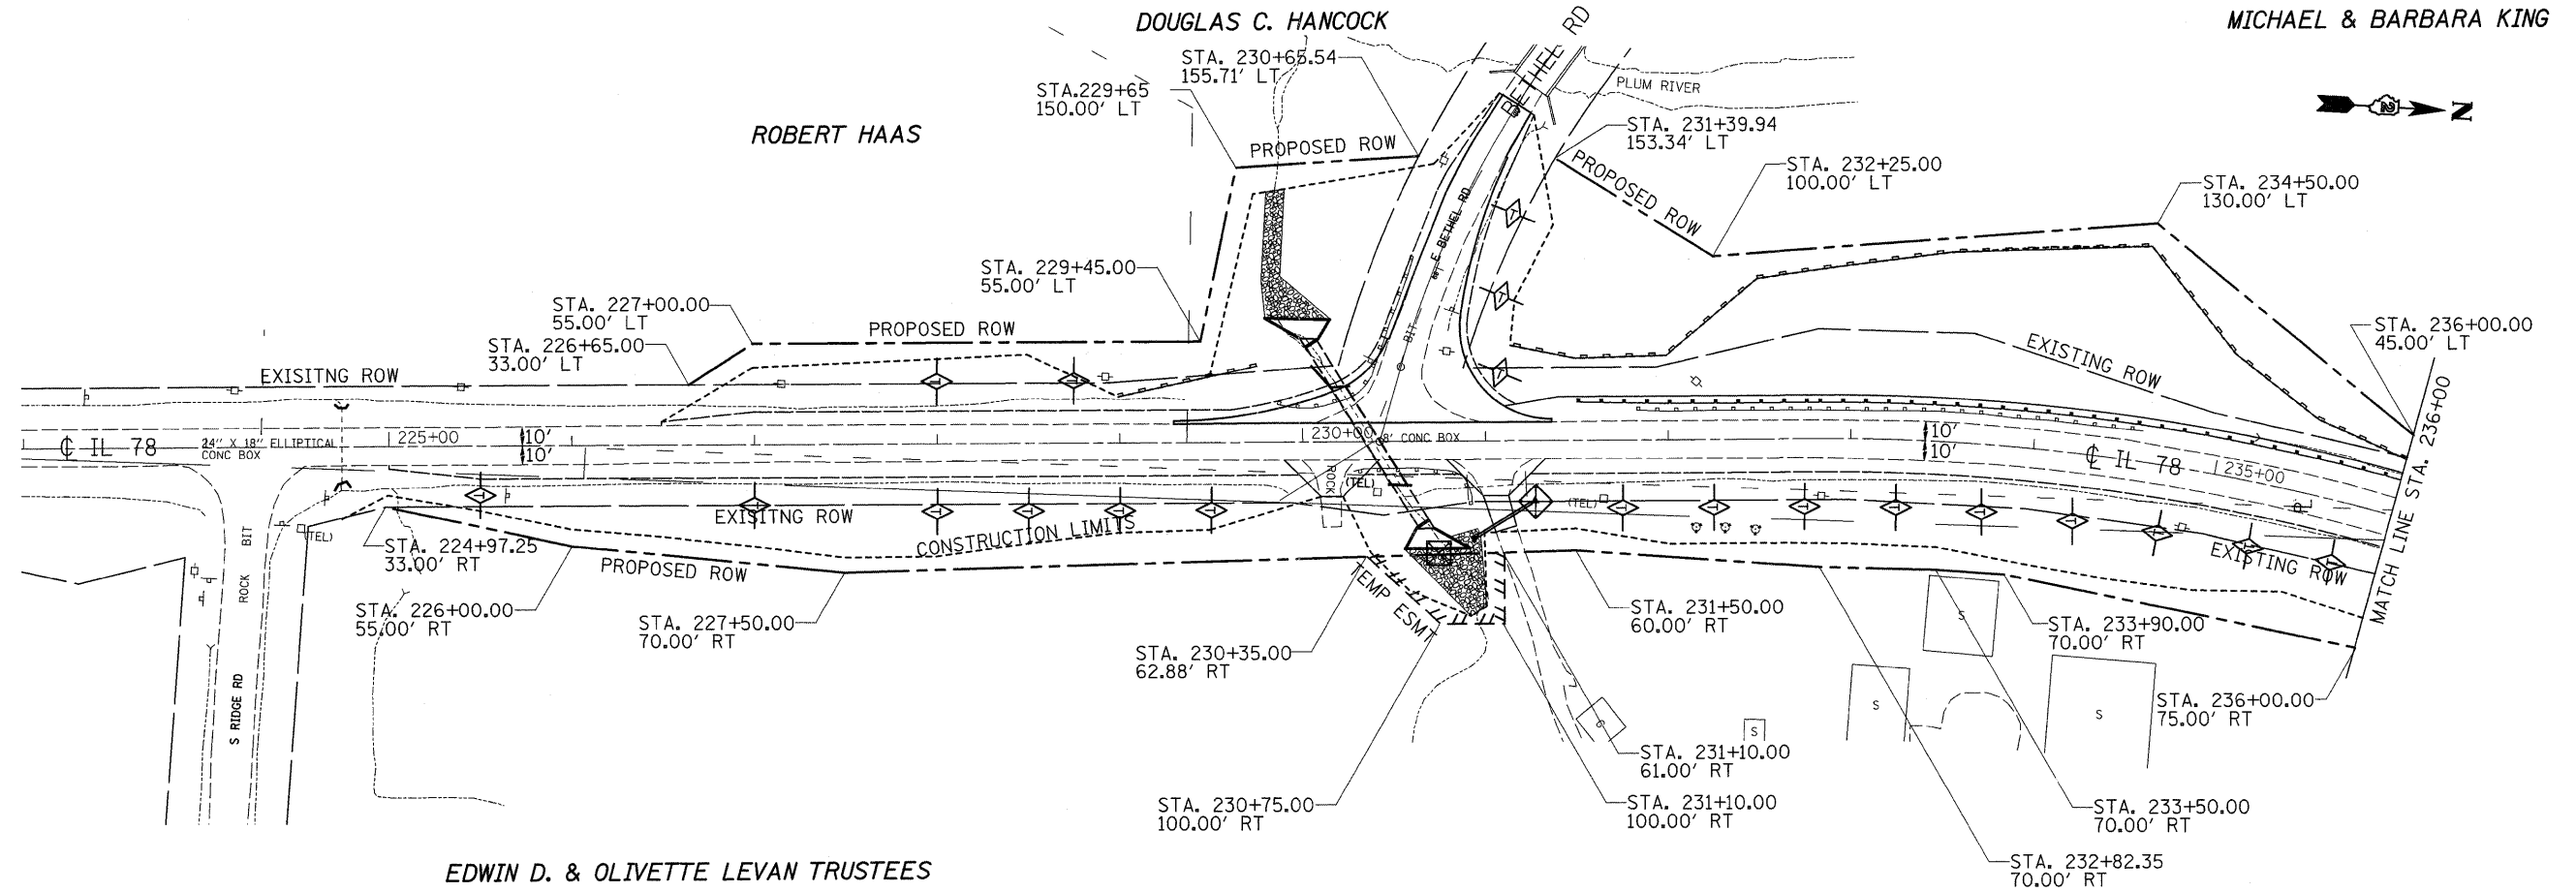 DOUGLAS C. HANCOCK
MICHAEL & BARBARA KING
ROBERT HAAS
STA. 230+65.54
155.71' LT
STA.229+65
150.00' LT
BETHEL RD
PLUM RIVER
N
STA. 231+39.94
153.34' LT
PROPOSED ROW
PROPOSED ROW
STA. 232+25.00
100.00' LT
STA. 234+50.00
130.00' LT
E BETHEL RD
BIT
STA. 229+45.00
55.00' LT
STA. 227+00.00
55.00' LT
PROPOSED ROW
STA. 226+65.00
33.00' LT
EXISITNG ROW
EXISTING ROW
STA. 236+00.00
45.00' LT
℄ IL 78
24" X 18" ELLIPTICAL
CONC BOX
225+00
10'
10'
230+00
8' CONC BOX
10'
10'
℄ IL 78
235+00
MATCH LINE STA. 236+00
ROCK
(TEL)
(TEL)
(TEL)
EXISITNG ROW
CONSTRUCTION LIMITS
EXISTING ROW
STA. 224+97.25
33.00' RT
PROPOSED ROW
TEMP ESMT
BIT
ROCK
S RIDGE RD
STA. 226+00.00
55.00' RT
STA. 227+50.00
70.00' RT
STA. 230+35.00
62.88' RT
STA. 231+50.00
60.00' RT
S
STA. 233+90.00
70.00' RT
S
S
S
G
STA. 236+00.00
75.00' RT
STA. 231+10.00
61.00' RT
STA. 230+75.00
100.00' RT
STA. 231+10.00
100.00' RT
STA. 233+50.00
70.00' RT
STA. 232+82.35
70.00' RT
EDWIN D. & OLIVETTE LEVAN TRUSTEES